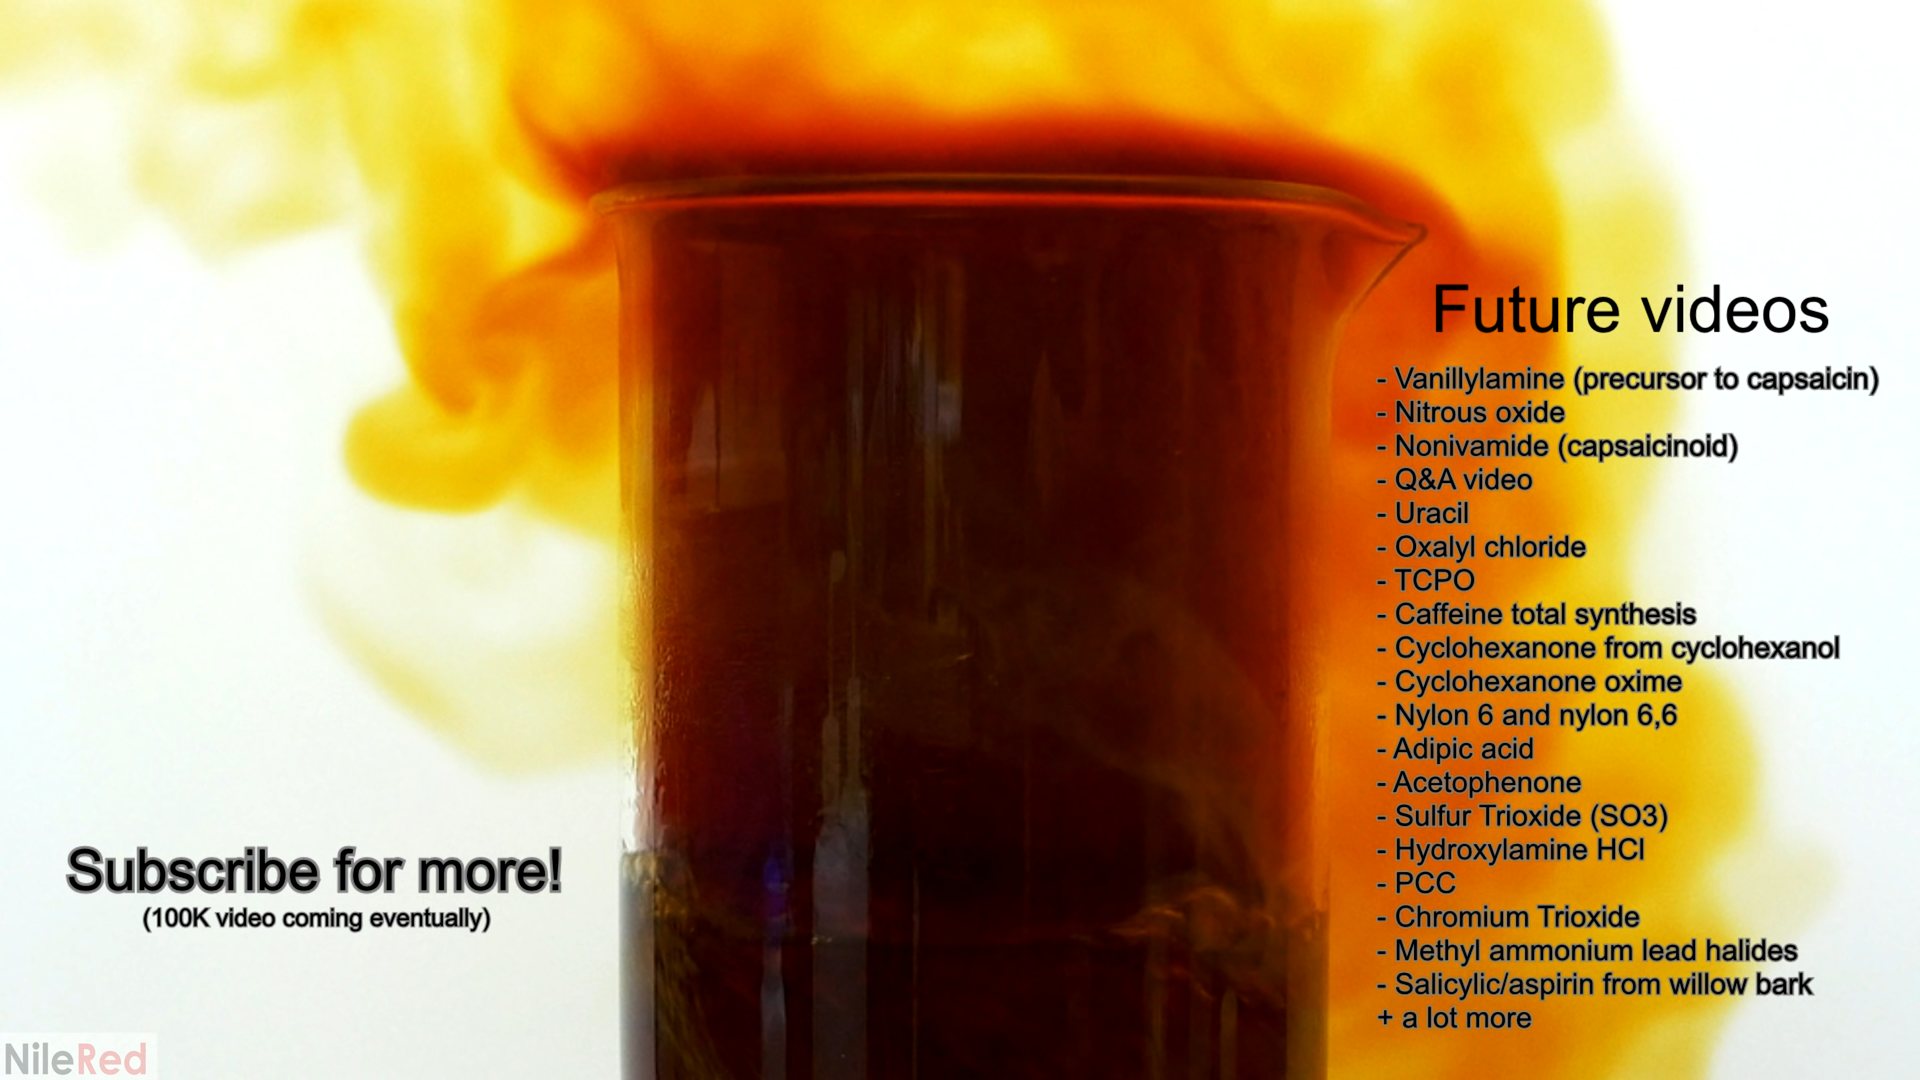 Future videos
- Vanillylamine (precursor to capsaicin)
- Nitrous oxide
- Nonivamide (capsaicinoid)
- Q&A video
- Uracil
- Oxalyl chloride
- TCPO
- Caffeine total synthesis
- Cyclohexanone from cyclohexanol
- Cyclohexanone oxime
- Nylon 6 and nylon 6,6
- Adipic acid
- Acetophenone
- Sulfur Trioxide (SO3)
- Hydroxylamine HCl
- PCC
- Chromium Trioxide
- Methyl ammonium lead halides
- Salicylic/aspirin from willow bark
+ a lot more
Subscribe for more!
(100K video coming eventually)
NileRed